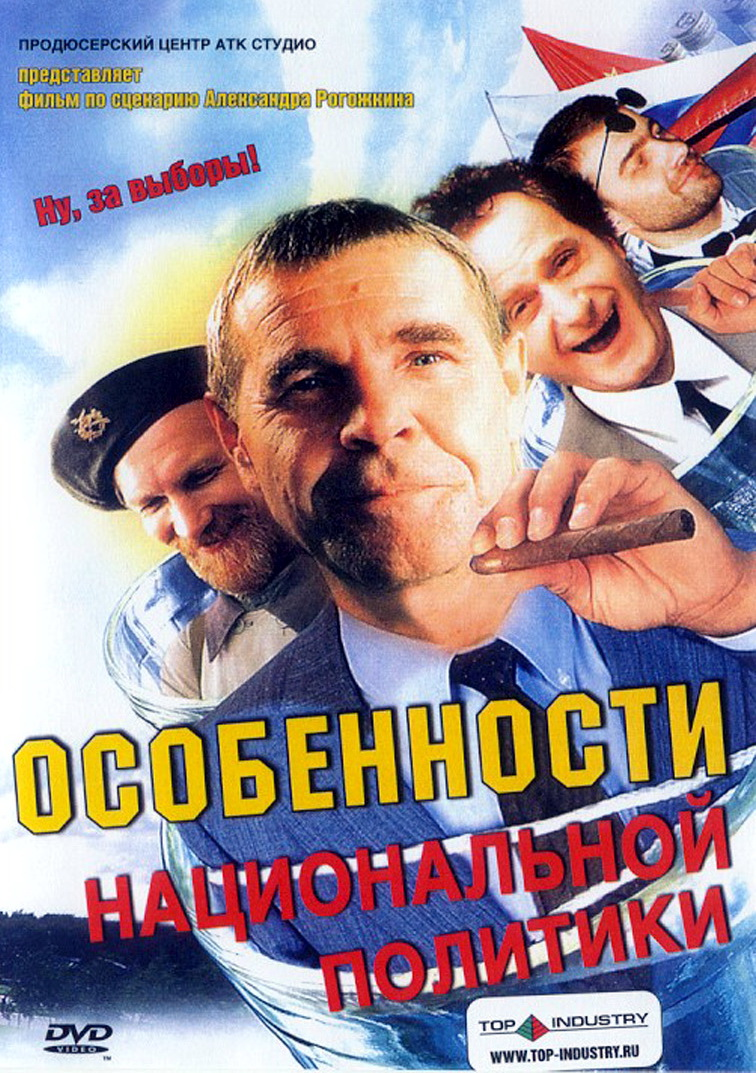 ПРОДЮСЕРСКИЙ ЦЕНТР АТК СТУДИО
представляет
фильм по сценарию Александра Рогожкина
Ну, за выборы!
ОСОБЕННОСТИ
НАЦИОНАЛЬНОЙ
ПОЛИТИКИ
DVD
VIDEO
TM
TOP INDUSTRY
WWW.TOP-INDUSTRY.RU